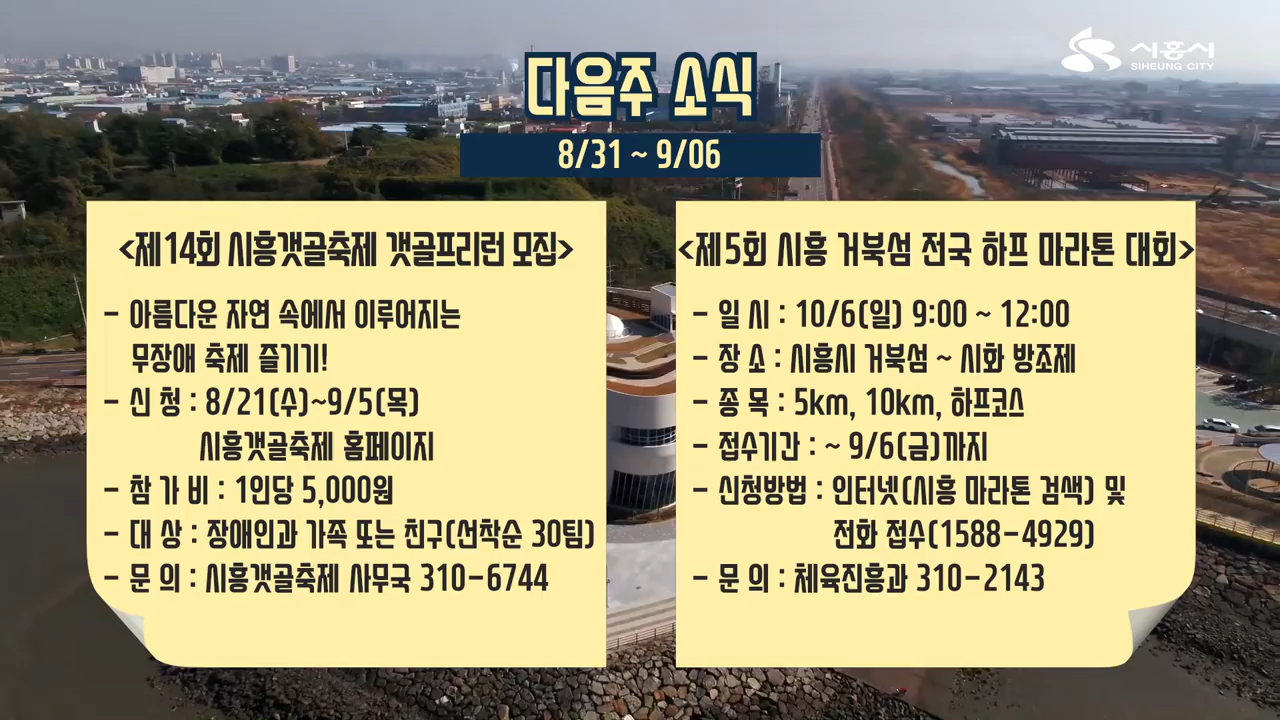 시흥시
SIHEUNG CITY
다음주 소식
8/31 ~ 9/06
<제14회 시흥갯골축제 갯골프리런 모집>
- 아름다운 자연 속에서 이루어지는
무장애 축제 즐기기!
- 신 청 : 8/21(수)~9/5(목)
시흥갯골축제 홈페이지
- 참 가 비 : 1인당 5,000원
- 대 상 : 장애인과 가족 또는 친구(선착순 30팀)
- 문 의 : 시흥갯골축제 사무국 310-6744
<제5회 시흥 거북섬 전국 하프 마라톤 대회>
- 일 시 : 10/6(일) 9:00 ~ 12:00
- 장 소 : 시흥시 거북섬 ~ 시화 방조제
- 종 목 : 5km, 10km, 하프코스
- 접수기간 : ~ 9/6(금)까지
- 신청방법 : 인터넷(시흥 마라톤 검색) 및
전화 접수(1588-4929)
- 문 의 : 체육진흥과 310-2143